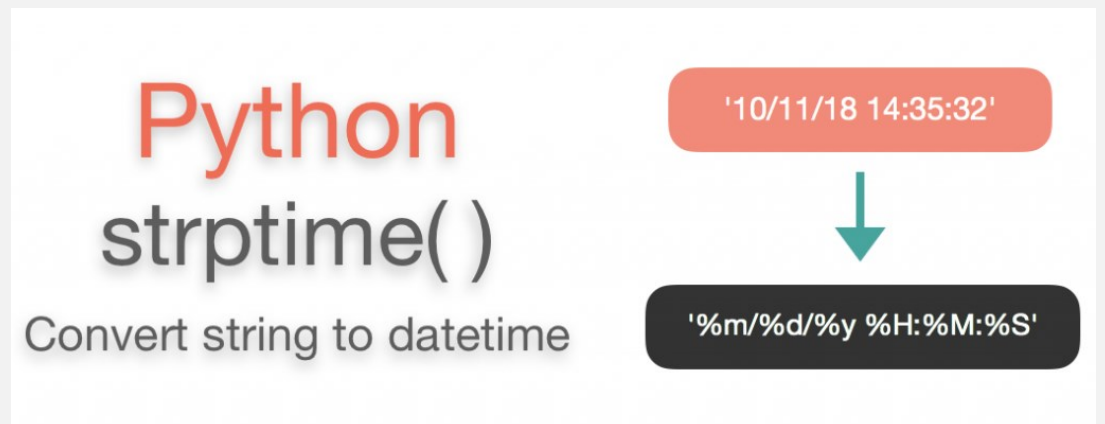 Python
strptime( )
Convert string to datetime
'10/11/18 14:35:32'
'%m/%d/%y %H:%M:%S'